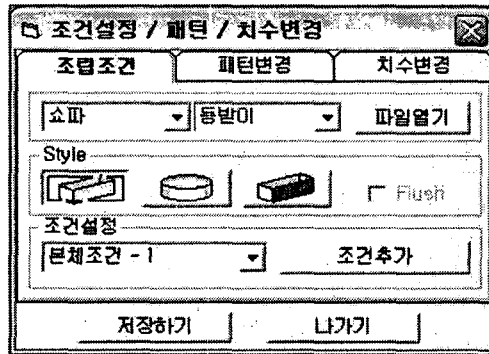 조건설정 / 패턴 / 치수변경
조립조건 패턴변경 치수변경
쇼파 등받이 파일열기
Style
Flush
조건설정
본체조건 - 1 조건추가
저장하기 나가기